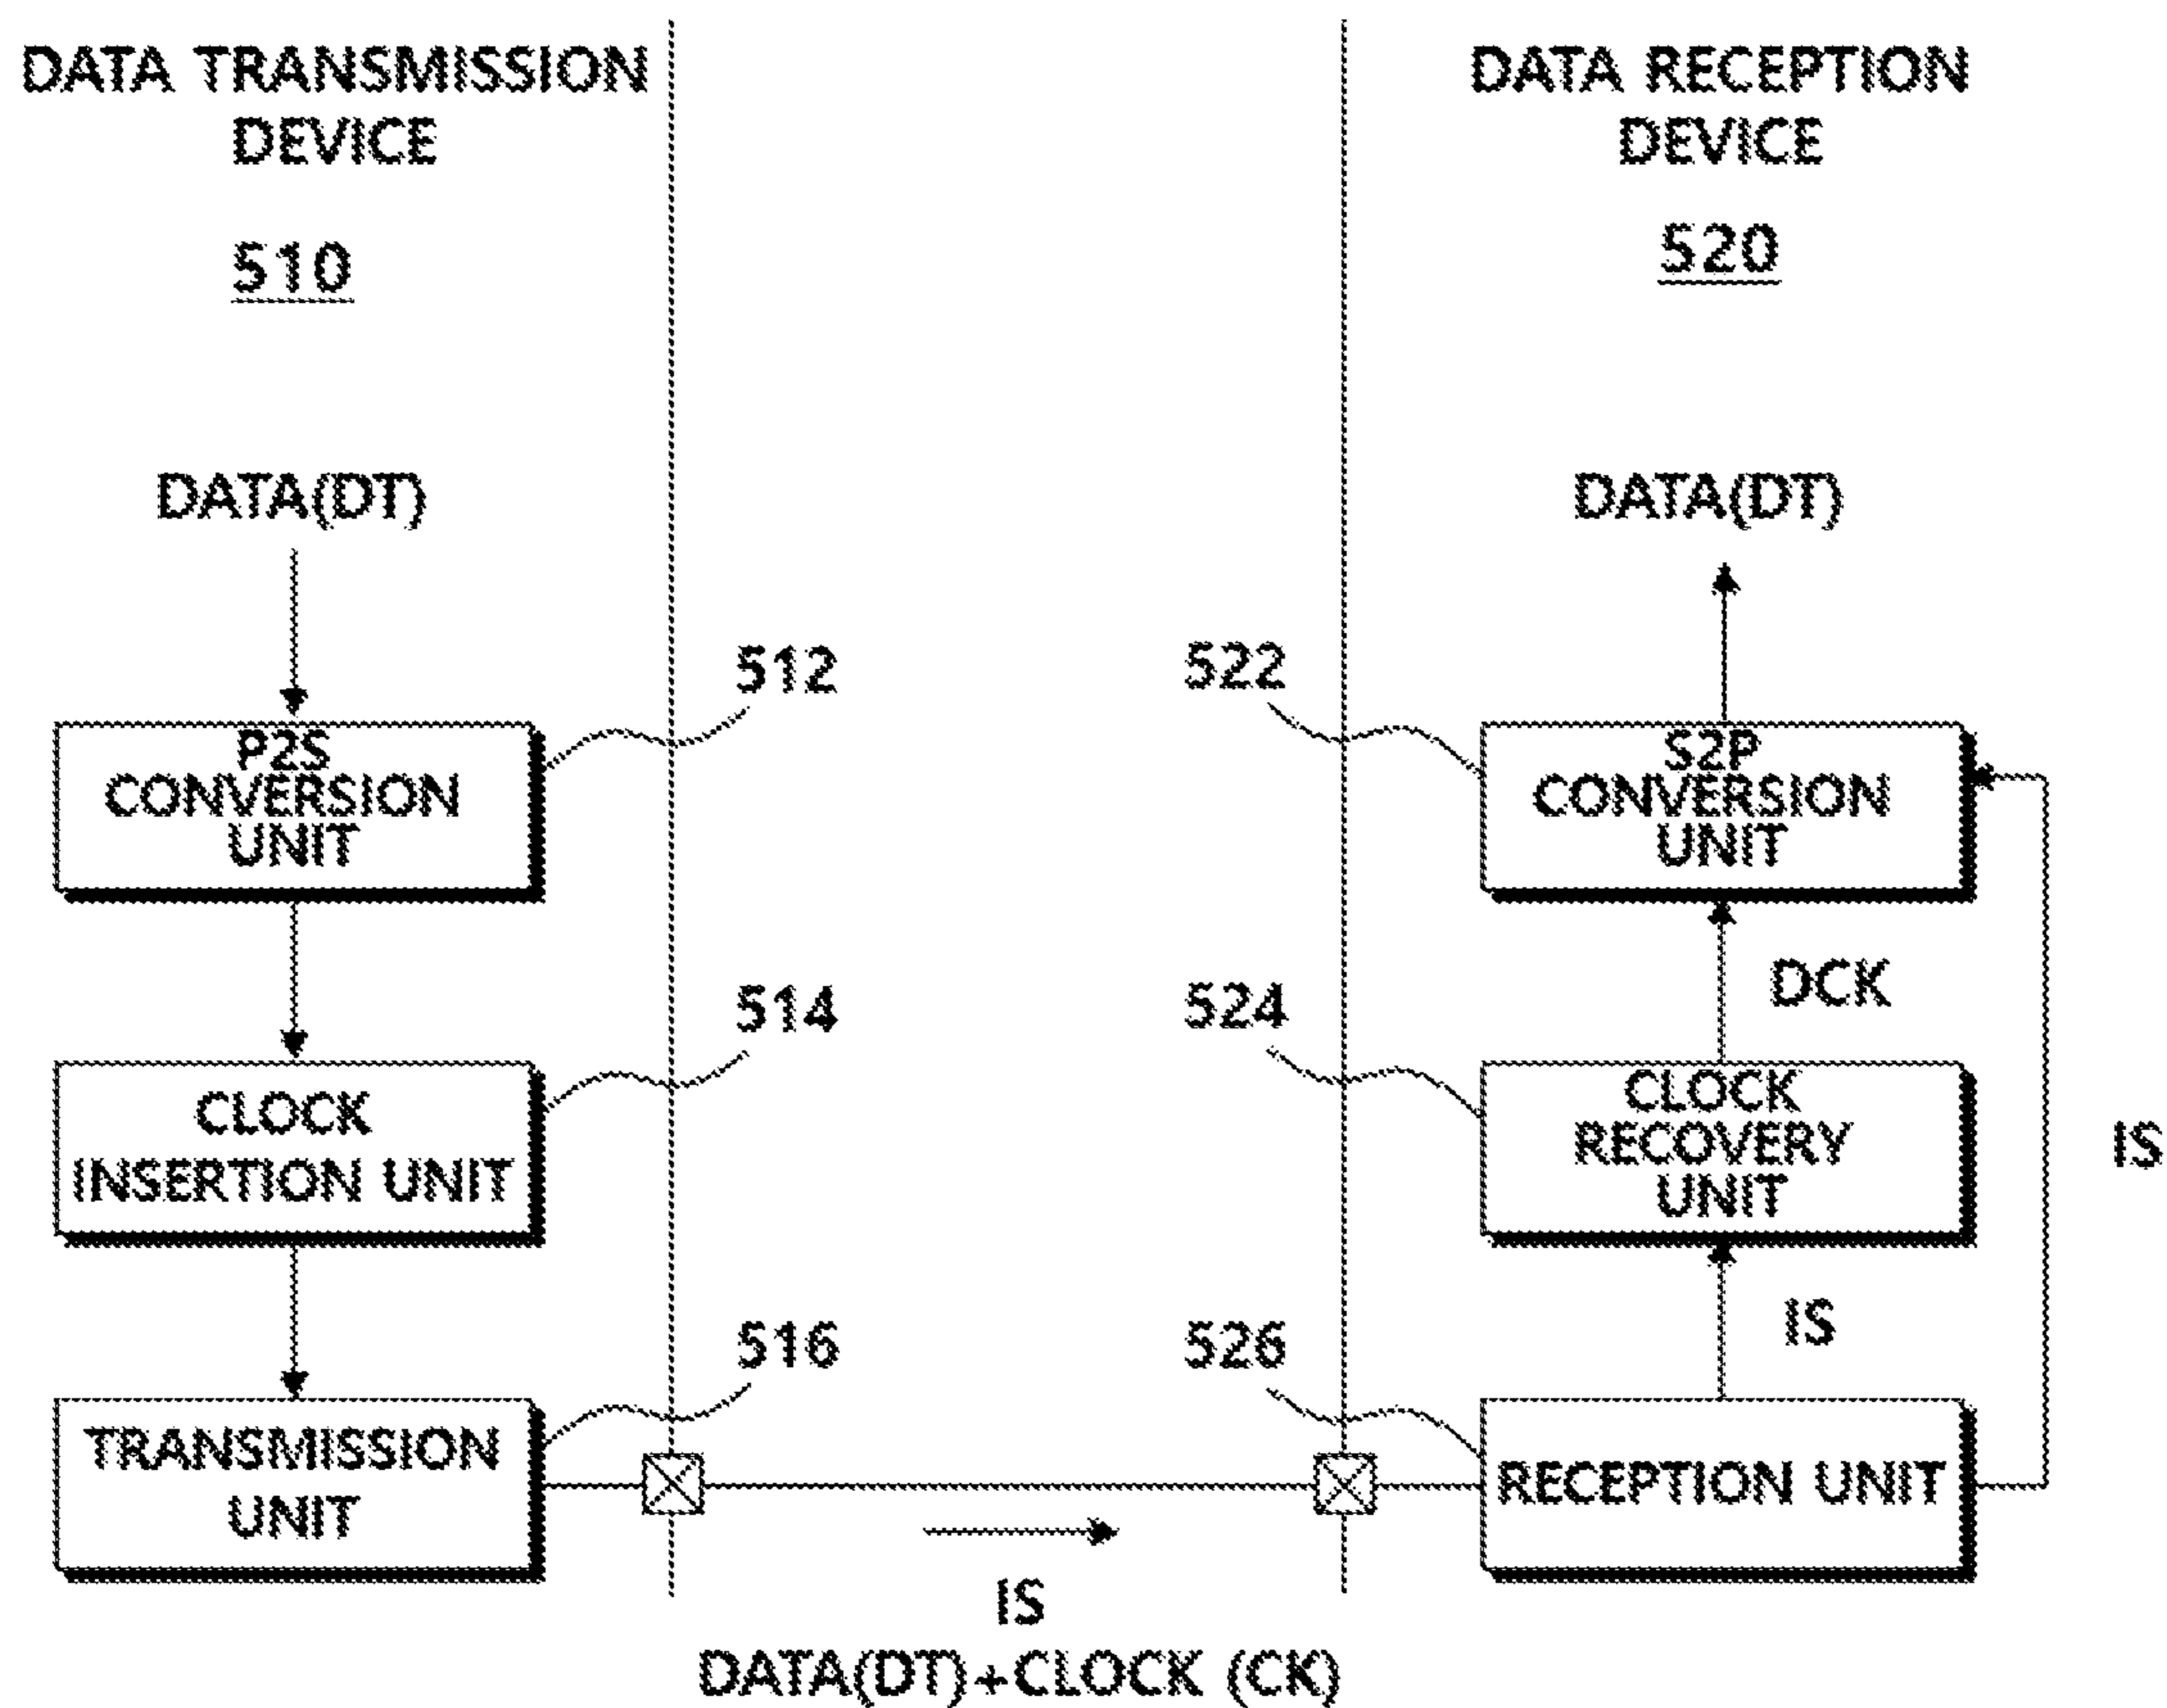 DATA TRANSMISSION
DEVICE
510
DATA RECEPTION
DEVICE
520
DATA(DT)
DATA(DT)
512
522
P2S
CONVERSION
UNIT
S2P
CONVERSION
UNIT
DCK
514
524
CLOCK
INSERTION UNIT
CLOCK
RECOVERY
UNIT
IS
IS
516
526
TRANSMISSION
UNIT
RECEPTION UNIT
IS
DATA(DT)+CLOCK (CK)